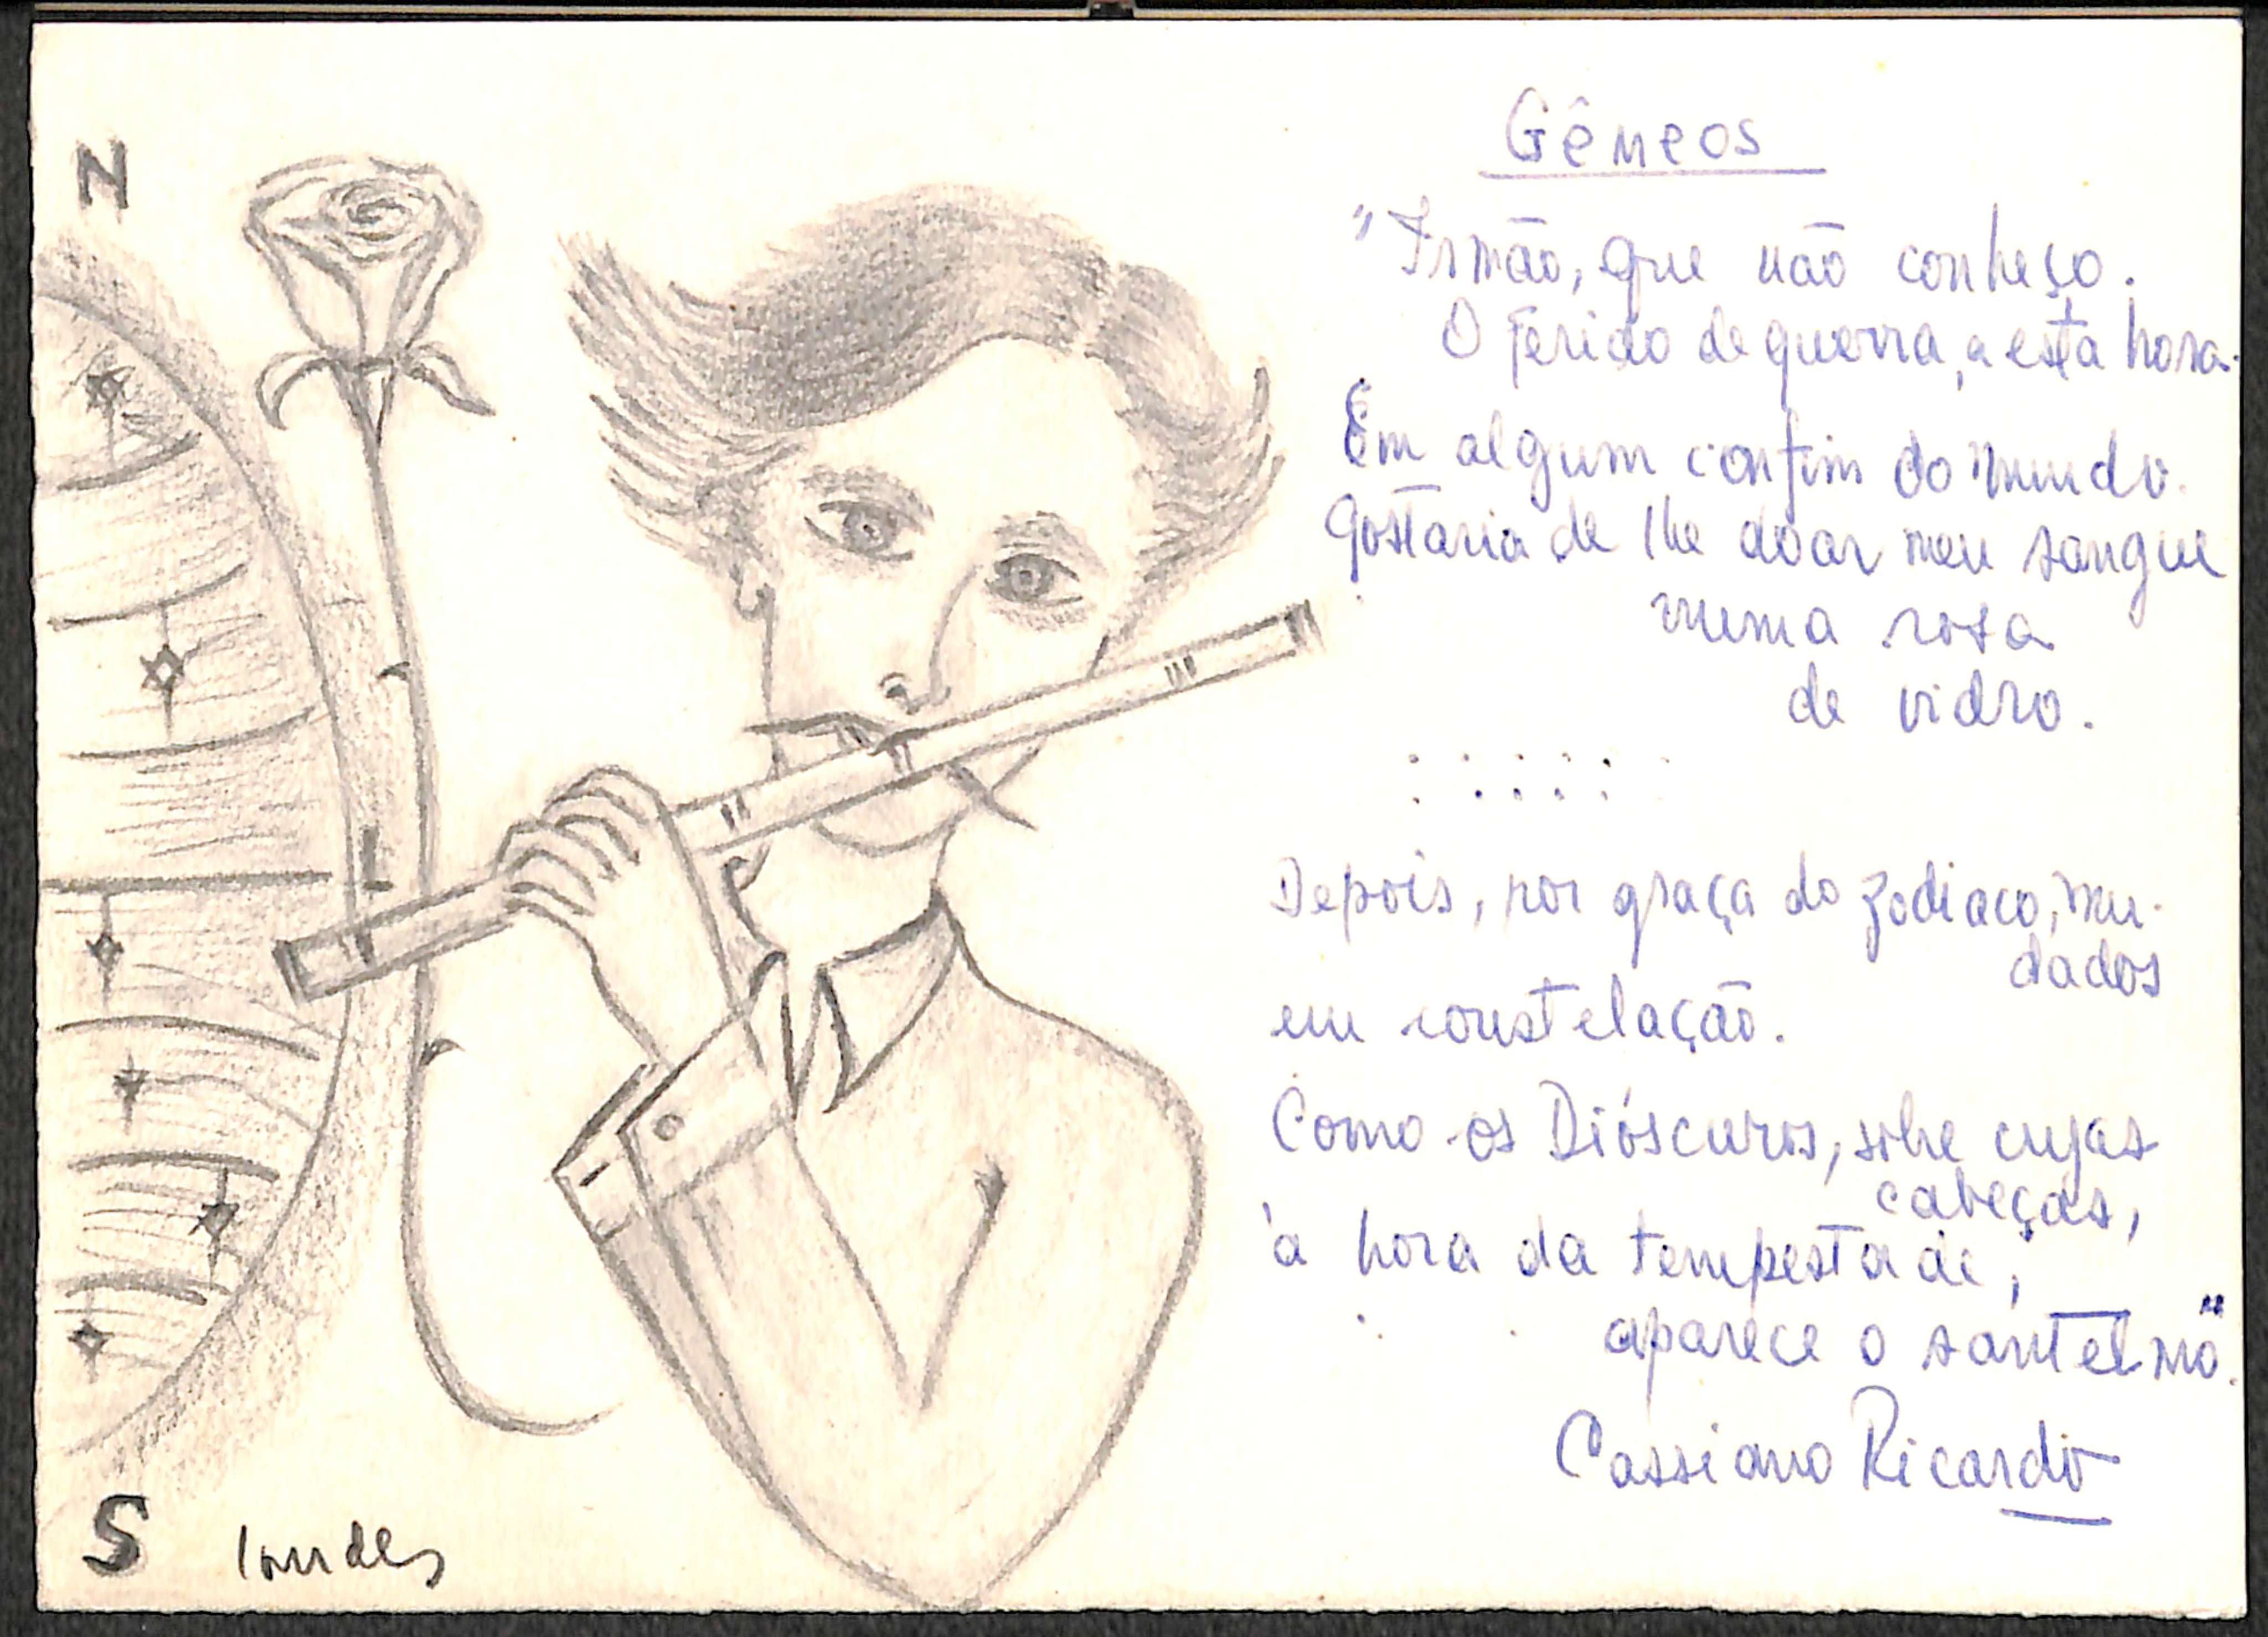 N
S
lourdes
Gêmeos
"Irmão, que não conheço.
O ferido de guerra, a esta hora.
Em algum confim do mundo.
Gostaria de lhe doar meu sangue
numa rosa
de vidro.
. . . . . .
. . . . .
Depois, por graça do zodiaco, mu-
dados
em constelação.
Como os Dióscuros, sobre cujas
cabeças,
à hora da tempestade,
aparece o santelmo".
Cassiano Ricardo